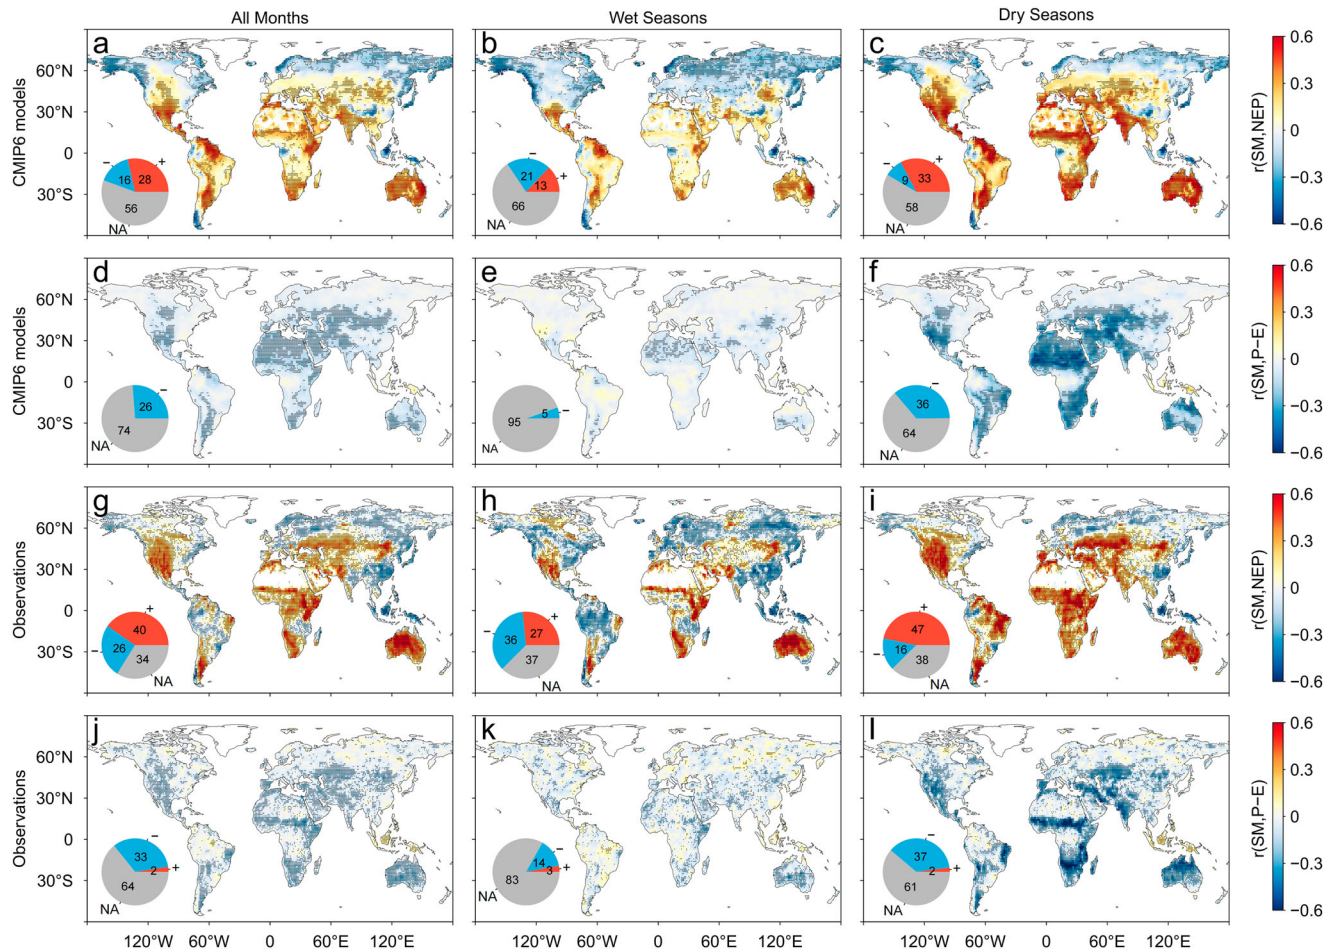 All Months Wet Seasons Dry Seasons
CMIP6 models
a
b
c
60°N
30°N
0
30°S
− + 16 28 56 NA
− + 21 13 66 NA
− + 9 33 58 NA
0.6
0.3
0
−0.3
−0.6
r(SM,NEP)
CMIP6 models
d
e
f
60°N
30°N
0
30°S
− 26 74 NA
− 5 95 NA
− 36 64 NA
0.6
0.3
0
−0.3
−0.6
r(SM,P−E)
Observations
g
h
i
60°N
30°N
0
30°S
+ 40 − 26 34 NA
− 36 + 27 37 NA
+ 47 − 16 38 NA
0.6
0.3
0
−0.3
−0.6
r(SM,NEP)
Observations
j
k
l
60°N
30°N
0
30°S
− 33 + 2 64 NA
− 14 + 3 83 NA
− 37 + 2 61 NA
0.6
0.3
0
−0.3
−0.6
r(SM,P−E)
120°W 60°W 0 60°E 120°E 120°W 60°W 0 60°E 120°E 120°W 60°W 0 60°E 120°E